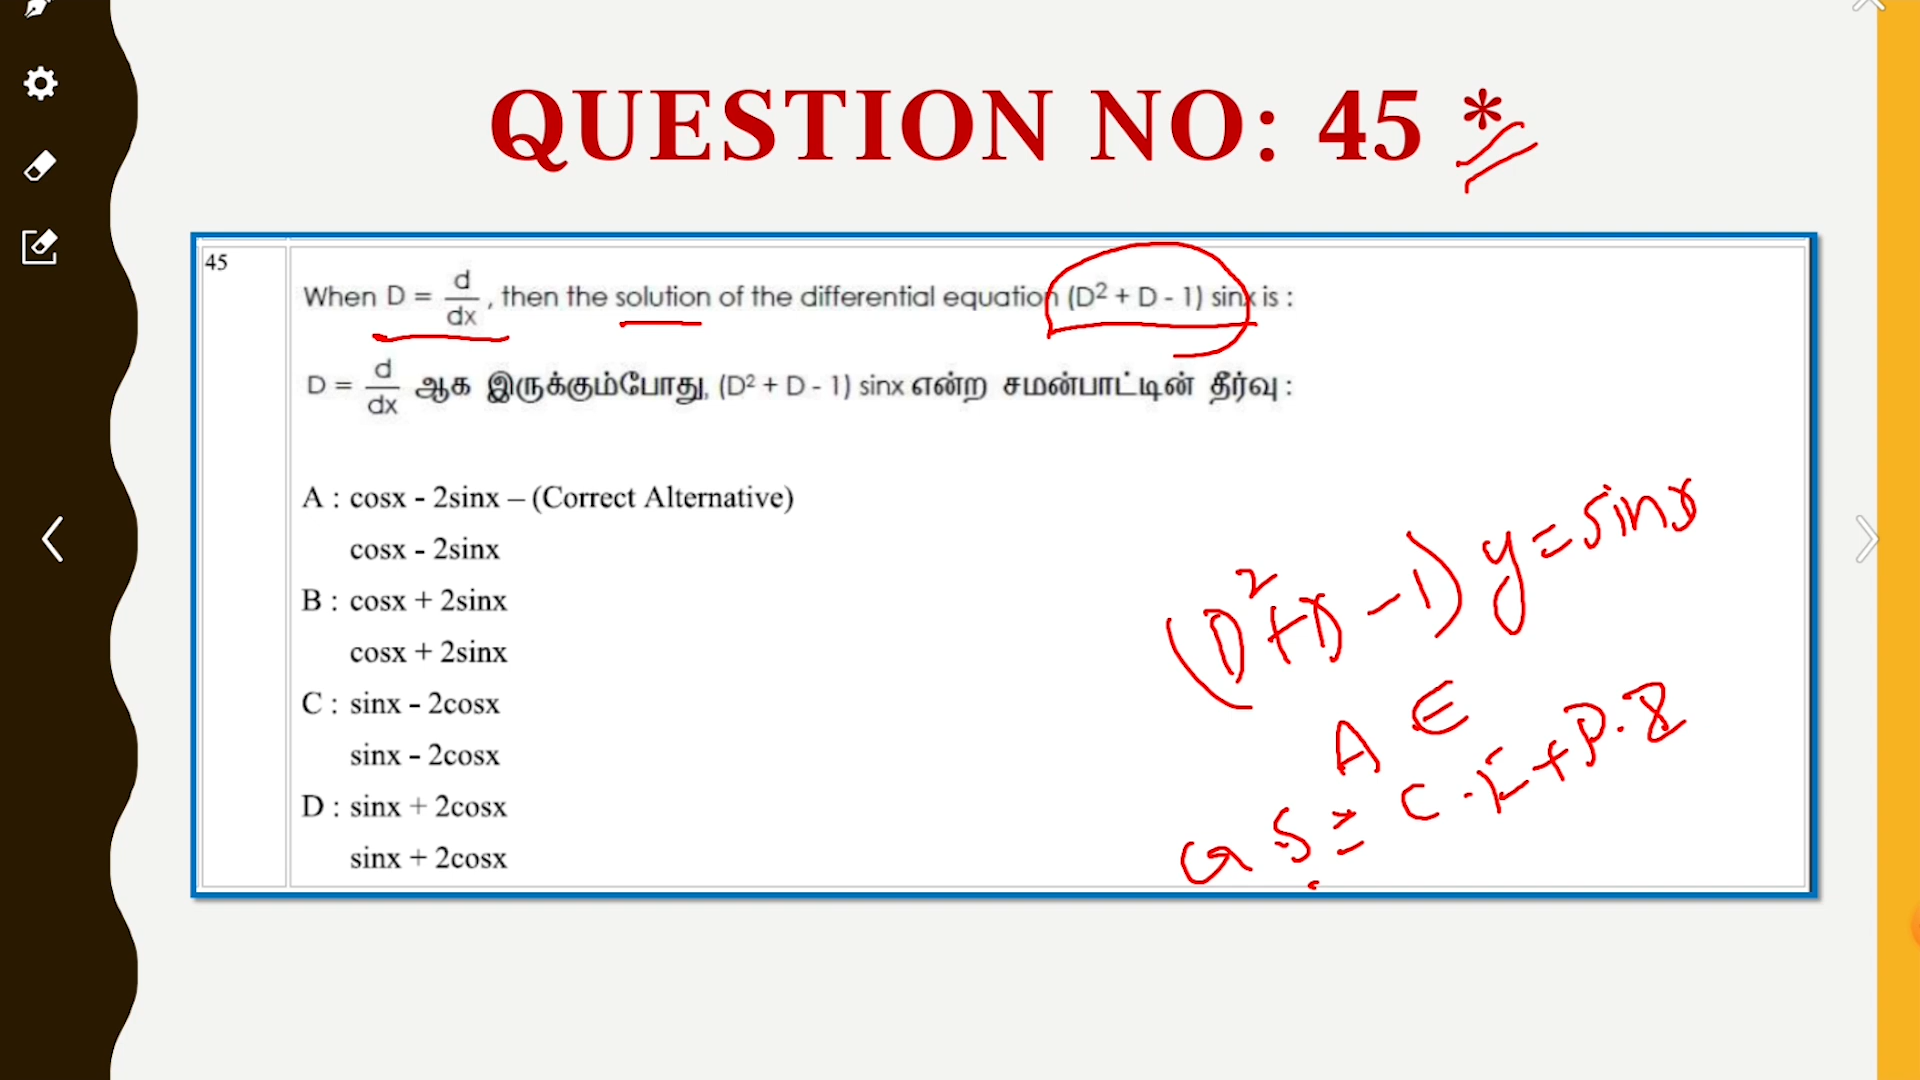 QUESTION NO: 45 *
45
When D = d/dx , then the solution of the differential equation (D² + D - 1) sinx is :
D = d/dx ஆக இருக்கும்போது, (D² + D - 1) sinx என்ற சமன்பாட்டின் தீர்வு :
A : cosx - 2sinx – (Correct Alternative)
cosx - 2sinx
B : cosx + 2sinx
cosx + 2sinx
C : sinx - 2cosx
sinx - 2cosx
D : sinx + 2cosx
sinx + 2cosx
(D²+D-1) y = sinx
A E
G S = C.F + P.I